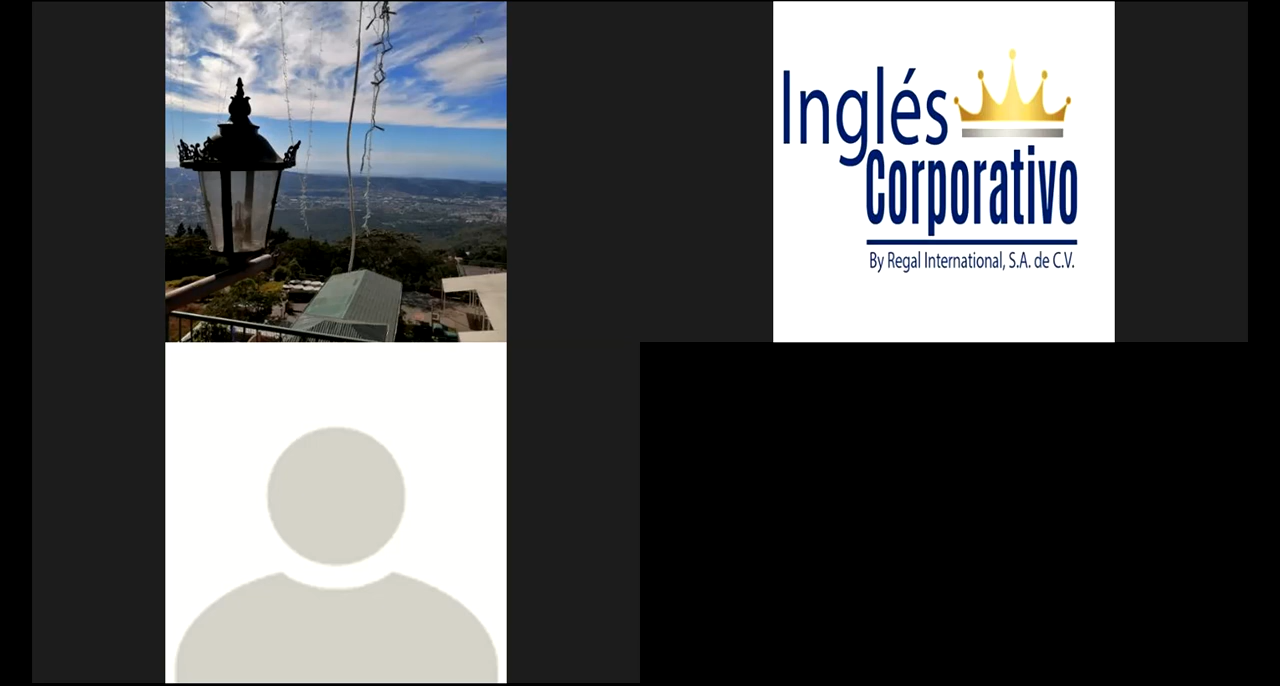 Inglés
Corporativo
By Regal International, S.A. de C.V.